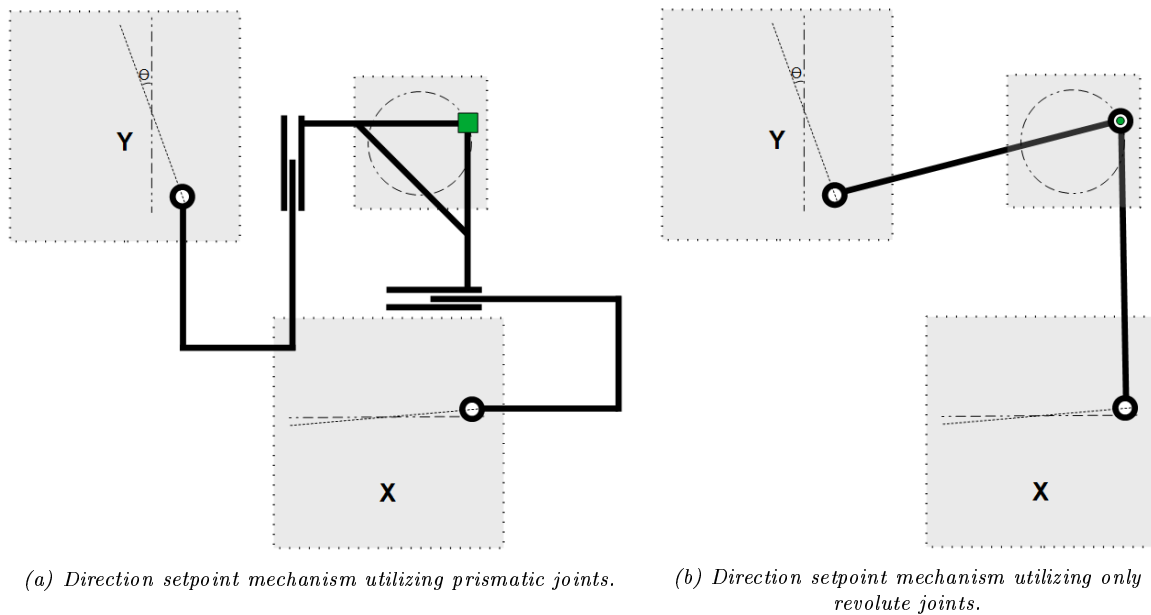 θ
Y
X
(a) Direction setpoint mechanism utilizing prismatic joints.
θ
Y
X
(b) Direction setpoint mechanism utilizing only
revolute joints.